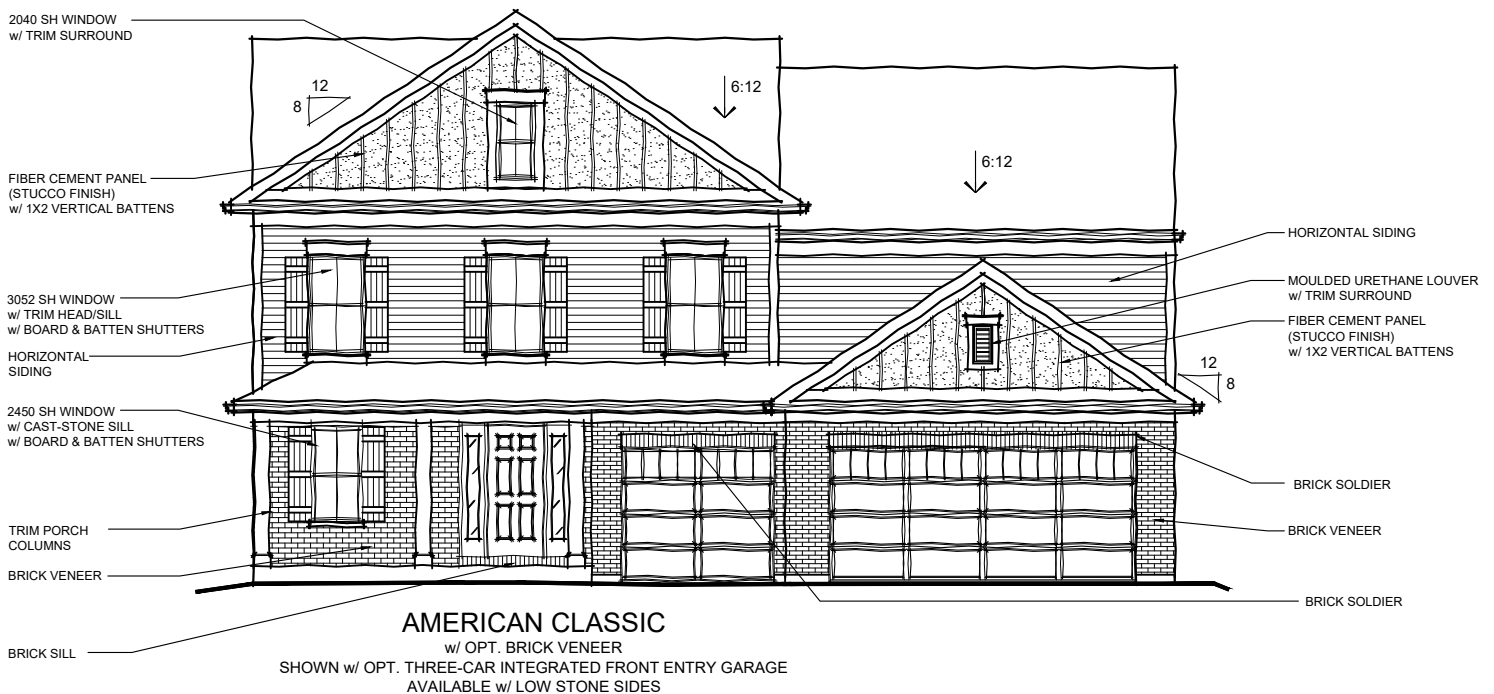 2040 SH WINDOW
w/ TRIM SURROUND
12
8
6:12
6:12
FIBER CEMENT PANEL
(STUCCO FINISH)
w/ 1X2 VERTICAL BATTENS
3052 SH WINDOW
w/ TRIM HEAD/SILL
w/ BOARD & BATTEN SHUTTERS
HORIZONTAL
SIDING
2450 SH WINDOW
w/ CAST-STONE SILL
w/ BOARD & BATTEN SHUTTERS
TRIM PORCH
COLUMNS
BRICK VENEER
BRICK SILL
HORIZONTAL SIDING
MOULDED URETHANE LOUVER
w/ TRIM SURROUND
FIBER CEMENT PANEL
(STUCCO FINISH)
w/ 1X2 VERTICAL BATTENS
12
8
BRICK SOLDIER
BRICK VENEER
BRICK SOLDIER
AMERICAN CLASSIC
w/ OPT. BRICK VENEER
SHOWN w/ OPT. THREE-CAR INTEGRATED FRONT ENTRY GARAGE
AVAILABLE w/ LOW STONE SIDES